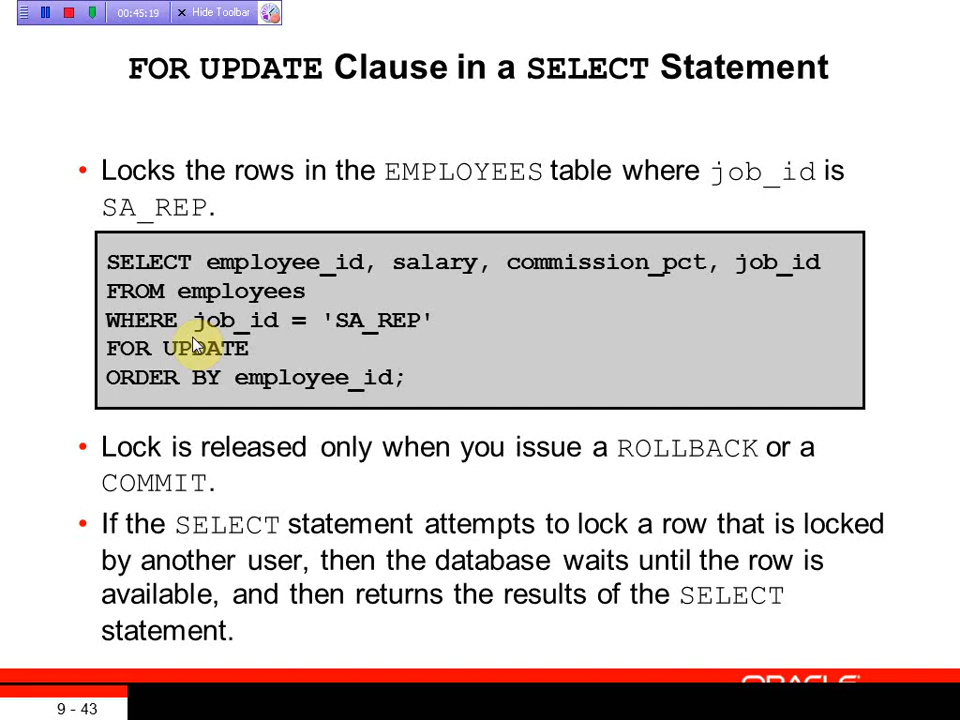 00:45:19 × Hide Toolbar
FOR UPDATE Clause in a SELECT Statement
• Locks the rows in the EMPLOYEES table where job_id is
SA_REP.
SELECT employee_id, salary, commission_pct, job_id
FROM employees
WHERE job_id = 'SA_REP'
FOR UPDATE
ORDER BY employee_id;
• Lock is released only when you issue a ROLLBACK or a
COMMIT.
• If the SELECT statement attempts to lock a row that is locked
by another user, then the database waits until the row is
available, and then returns the results of the SELECT
statement.
ORACLE
9 - 43